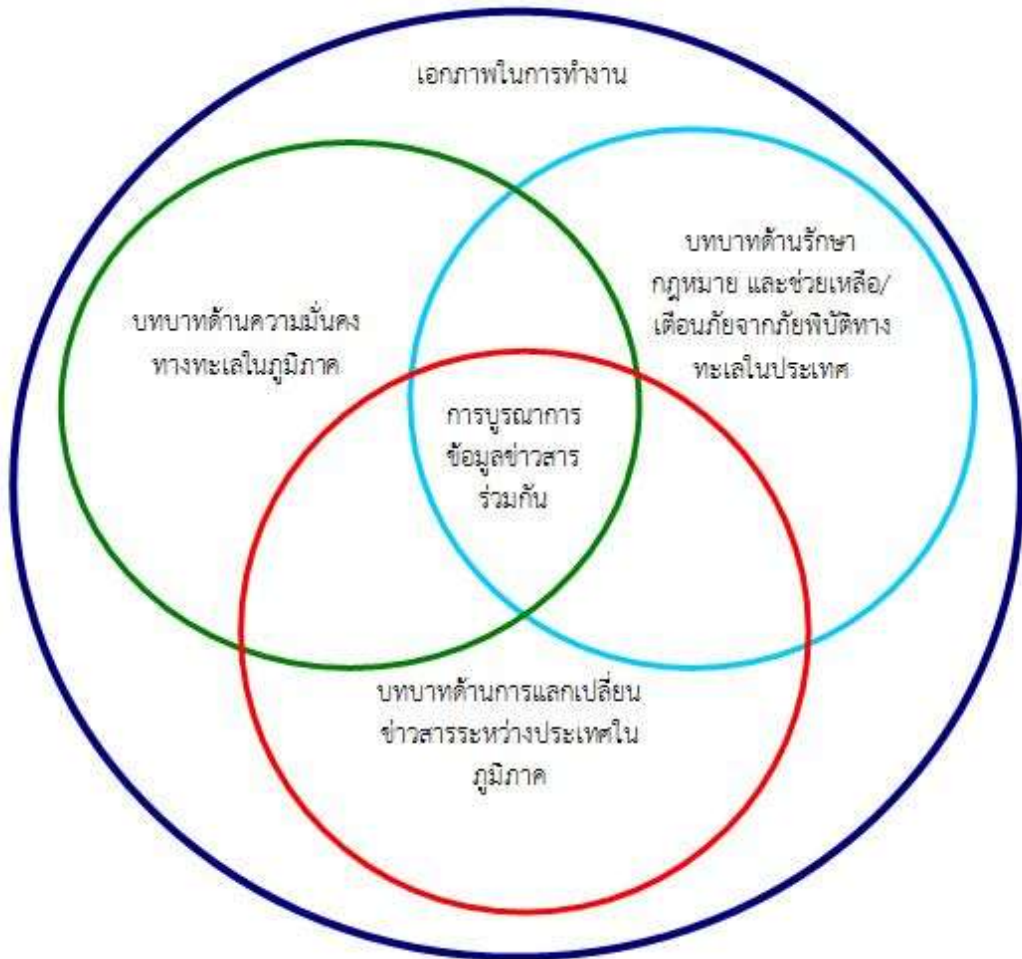 เอกภาพในการทำงาน
บทบาทด้านความมั่นคง
ทางทะเลในภูมิภาค
บทบาทด้านรักษา
กฎหมาย และช่วยเหลือ/
เตือนภัยจากภัยพิบัติทาง
ทะเลในประเทศ
การบูรณาการ
ข้อมูลข่าวสาร
ร่วมกัน
บทบาทด้านการแลกเปลี่ยน
ข่าวสารระหว่างประเทศใน
ภูมิภาค